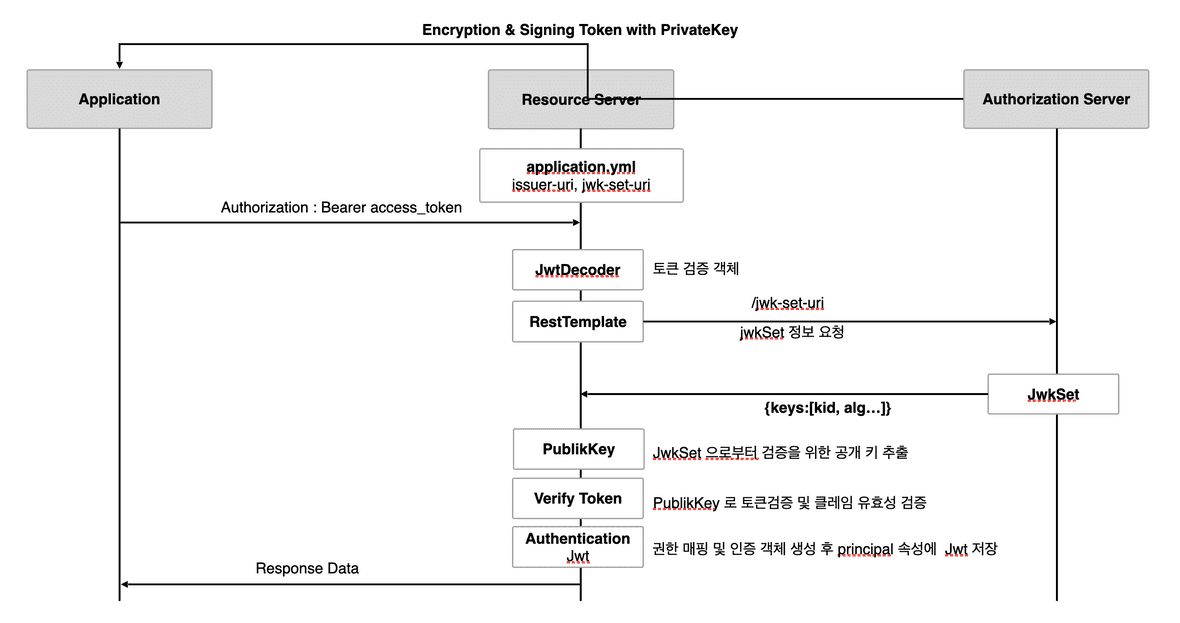 Encryption & Signing Token with PrivateKey
Application
Resource Server
Authorization Server
application.yml
issuer-uri, jwk-set-uri
Authorization : Bearer access_token
JwtDecoder
토큰 검증 객체
/jwk-set-uri
RestTemplate
jwkSet 정보 요청
JwkSet
{keys:[kid, alg...]}
PublikKey
JwkSet 으로부터 검증을 위한 공개 키 추출
Verify Token
PublikKey 로 토큰검증 및 클레임 유효성 검증
Authentication
Jwt
권한 매핑 및 인증 객체 생성 후 principal 속성에 Jwt 저장
Response Data